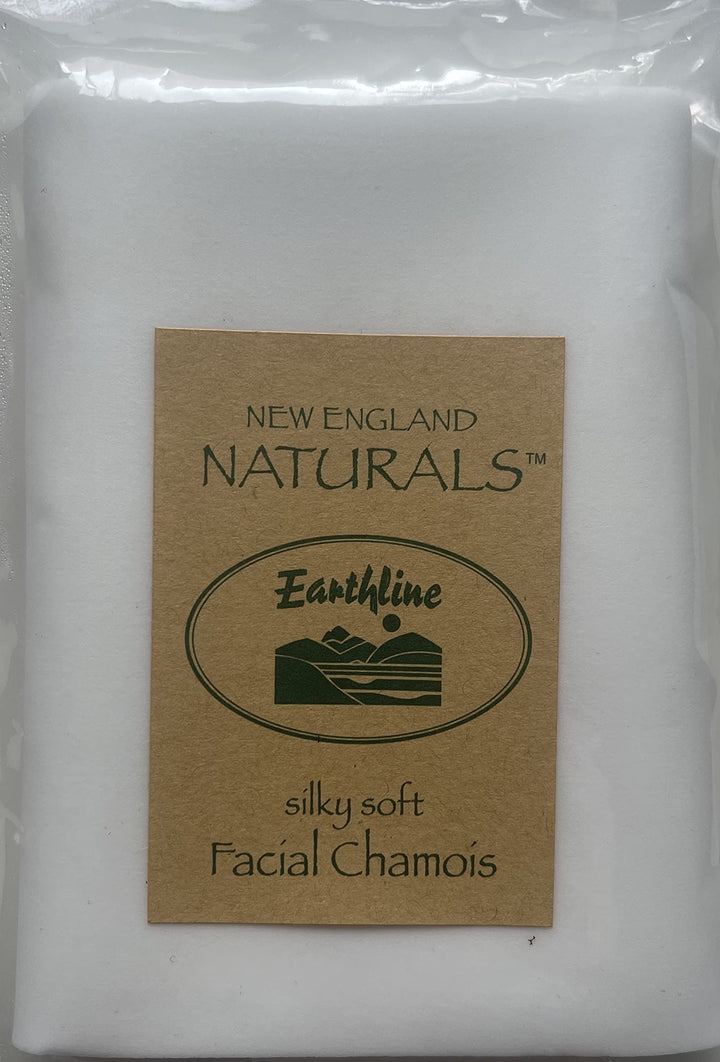 NEW ENGLAND
NATURALS™
Earthline
silky soft
Facial Chamois